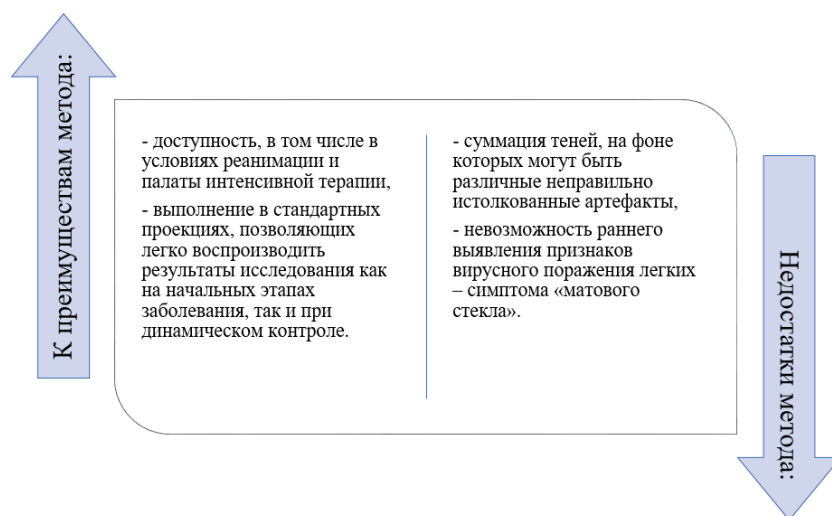 К преимуществам метода:
- доступность, в том числе в
условиях реанимации и
палаты интенсивной терапии,
- выполнение в стандартных
проекциях, позволяющих
легко воспроизводить
результаты исследования как
на начальных этапах
заболевания, так и при
динамическом контроле.
- суммация теней, на фоне
которых могут быть
различные неправильно
истолкованные артефакты,
- невозможность раннего
выявления признаков
вирусного поражения легких
– симптома «матового
стекла».
Недостатки метода: